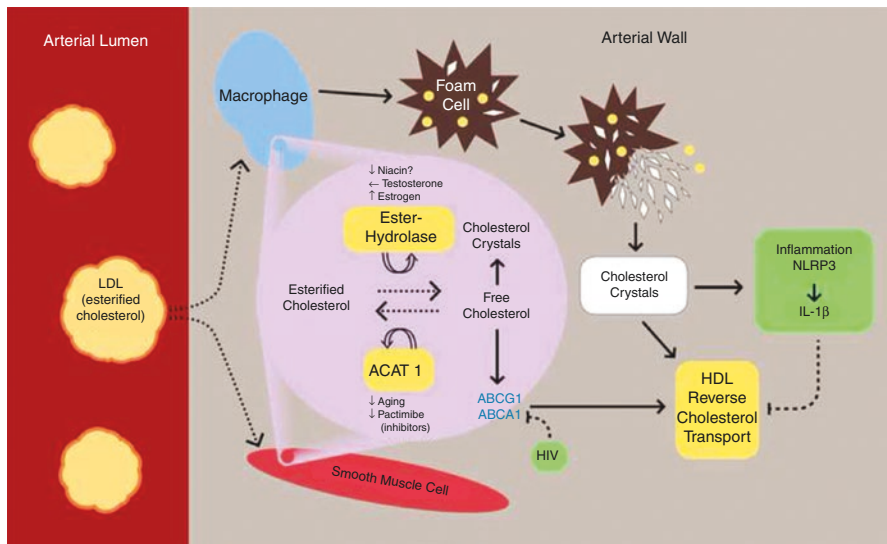 Arterial Lumen
Arterial Wall
Macrophage
Foam
Cell
↓ Niacin?
← Testosterone
↑ Estrogen
Ester-
Hydrolase
Cholesterol
Crystals
LDL
(esterified
cholesterol)
Esterified
Cholesterol
Free
Cholesterol
Cholesterol
Crystals
Inflammation
NLRP3
IL-1β
ACAT 1
↓ Aging
↓ Pactimibe
(inhibitors)
ABCG1
ABCA1
HDL
Reverse
Cholesterol
Transport
HIV
Smooth Muscle Cell